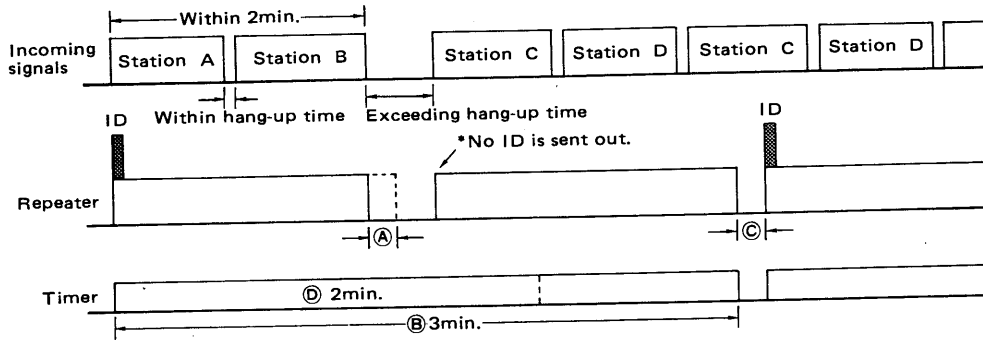 Within 2min.
Incoming signals
Station A
Station B
Station C
Station D
Station C
Station D
Within hang-up time
Exceeding hang-up time
ID
ID
*No ID is sent out.
Repeater
Ⓐ
Ⓒ
Timer
Ⓓ 2min.
Ⓑ 3min.